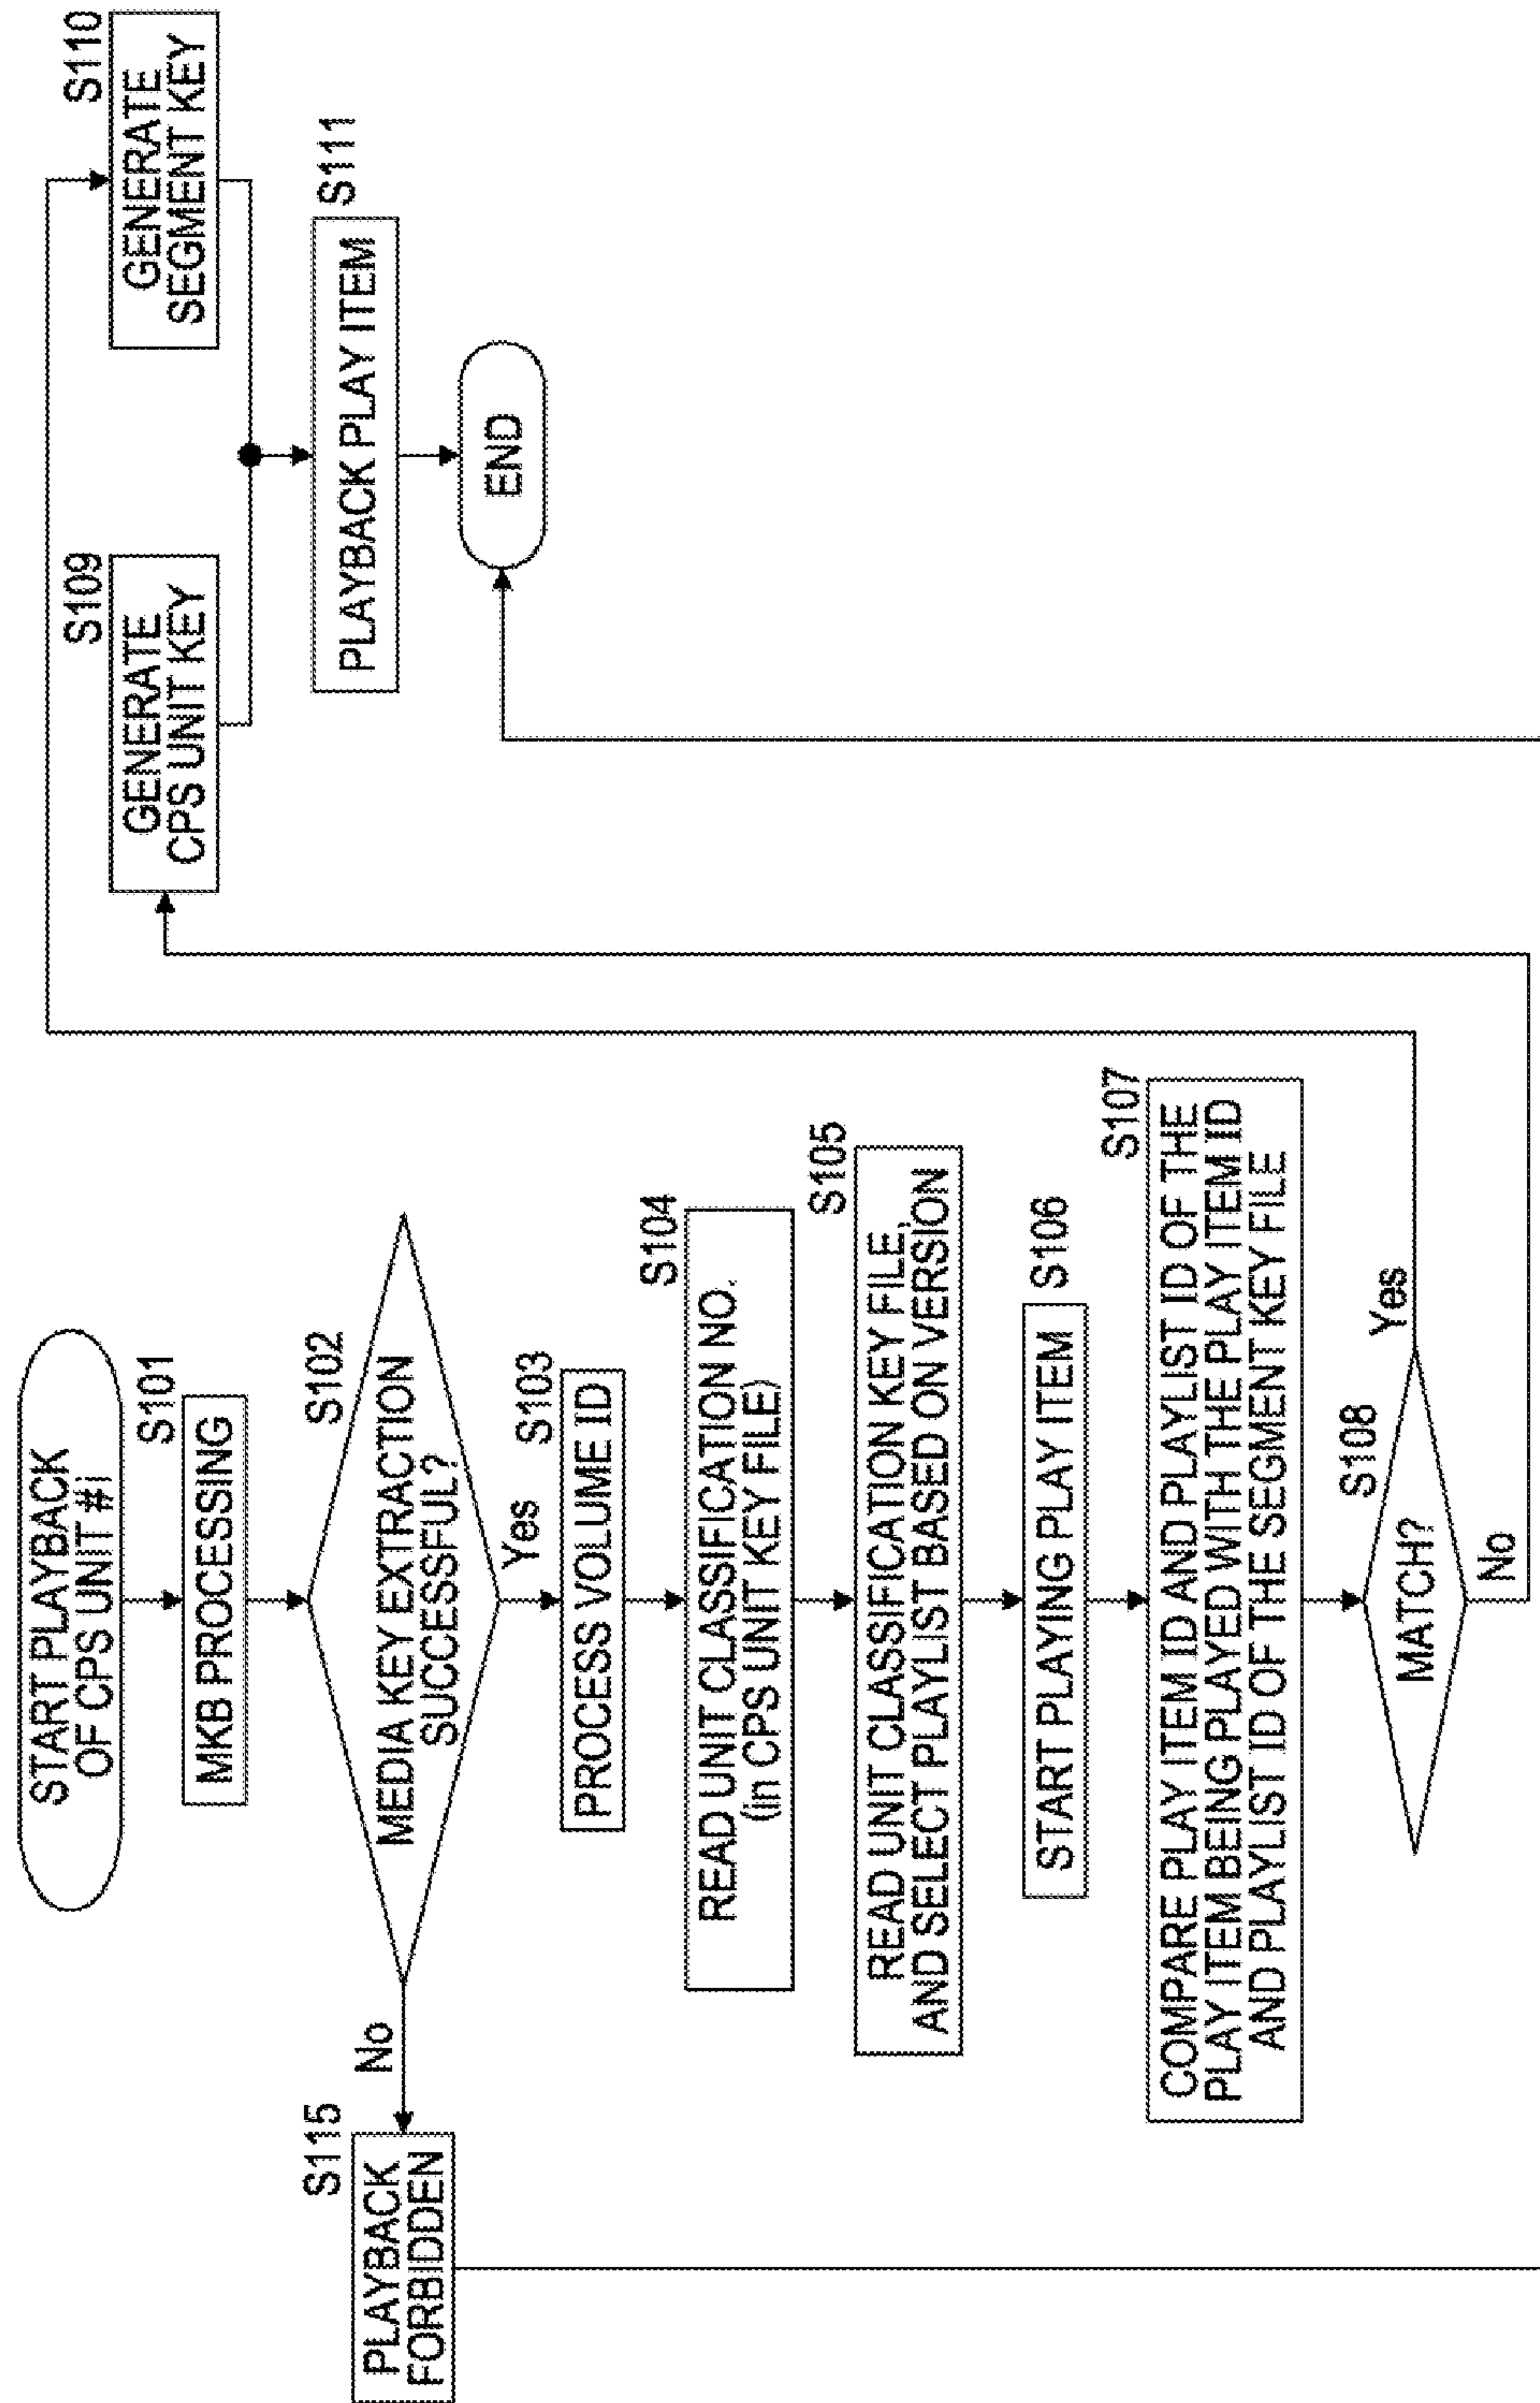 START PLAYBACK
OF CPS UNIT #i
S101
MKB PROCESSING
S102
MEDIA KEY EXTRACTION
SUCCESSFUL?
No
Yes
S115
PLAYBACK
FORBIDDEN
S103
PROCESS VOLUME ID
S104
READ UNIT CLASSIFICATION NO.
(in CPS UNIT KEY FILE)
S105
READ UNIT CLASSIFICATION KEY FILE,
AND SELECT PLAYLIST BASED ON VERSION
S106
START PLAYING PLAY ITEM
S107
COMPARE PLAY ITEM ID AND PLAYLIST ID OF THE
PLAY ITEM BEING PLAYED WITH THE PLAY ITEM ID
AND PLAYLIST ID OF THE SEGMENT KEY FILE
S108
MATCH?
Yes
No
S109
GENERATE
CPS UNIT KEY
S110
GENERATE
SEGMENT KEY
S111
PLAYBACK PLAY ITEM
END